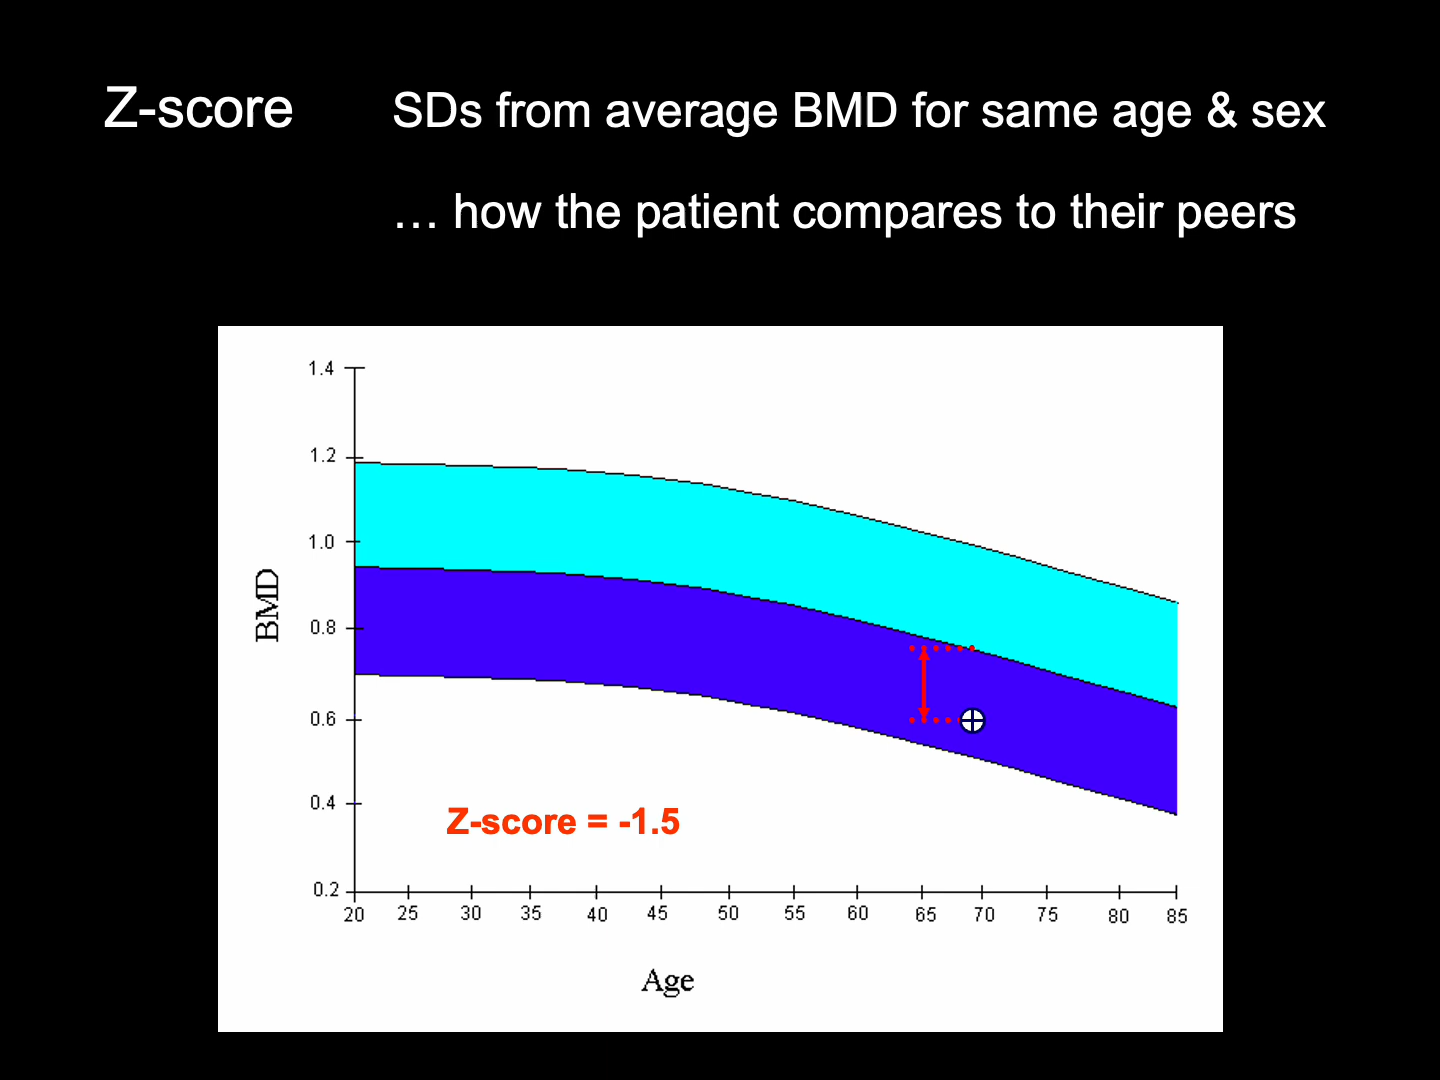 Z-score SDs from average BMD for same age & sex
… how the patient compares to their peers
1.4
1.2
1.0
0.8
0.6
0.4
0.2
BMD
Z-score = -1.5
20 25 30 35 40 45 50 55 60 65 70 75 80 85
Age